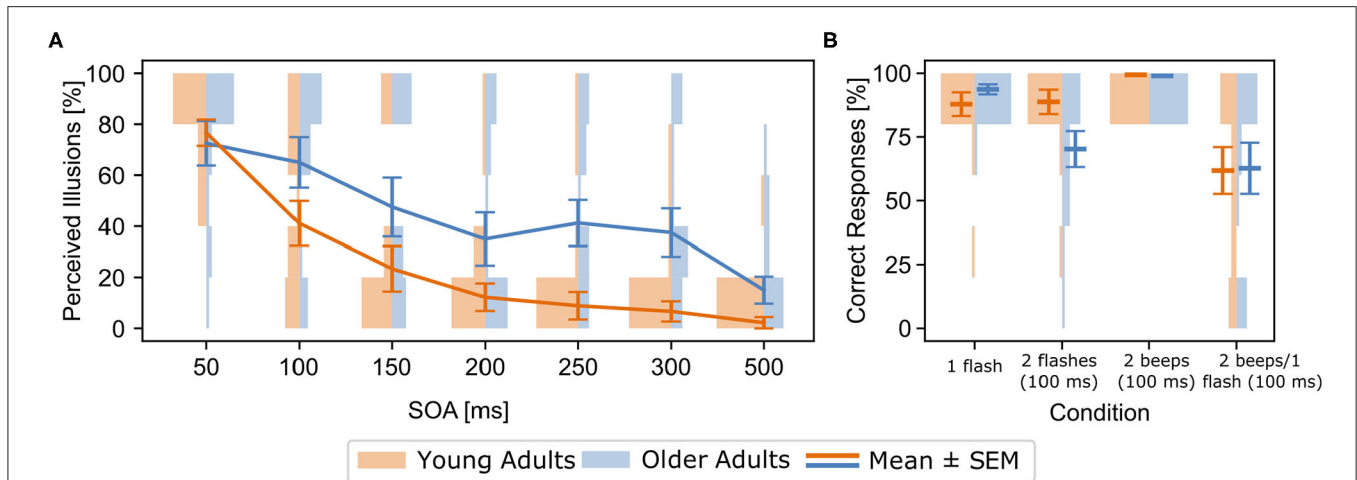 A
B
Perceived Illusions [%]
100
80
60
40
20
0
50 100 150 200 250 300 500
SOA [ms]
Correct Responses [%]
100
75
50
25
0
1 flash
2 flashes
(100 ms)
2 beeps
(100 ms)
2 beeps/1
flash (100 ms)
Condition
Young Adults Older Adults Mean ± SEM